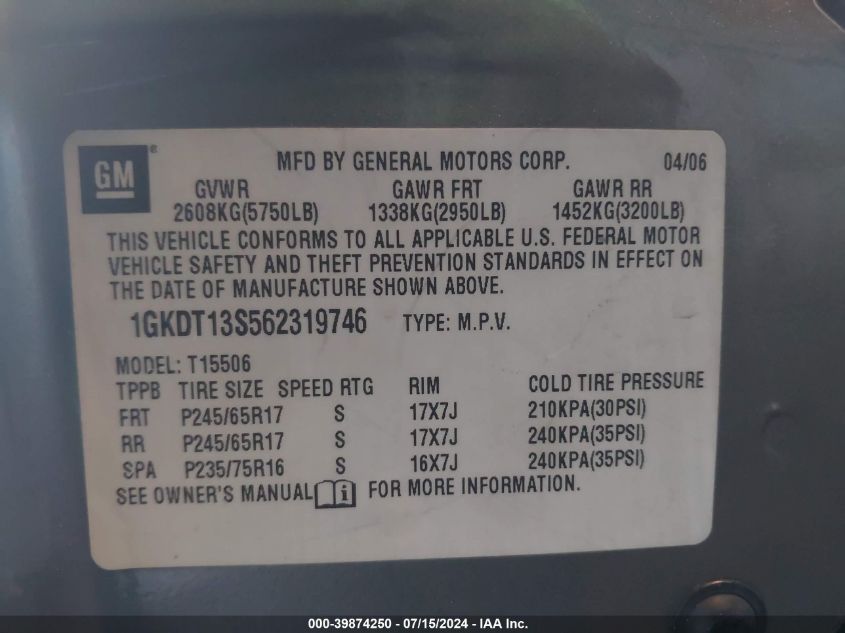 GM ® MFD BY GENERAL MOTORS CORP. 04/06
GVWR GAWR FRT GAWR RR
2608KG(5750LB) 1338KG(2950LB) 1452KG(3200LB)
THIS VEHICLE CONFORMS TO ALL APPLICABLE U.S. FEDERAL MOTOR
VEHICLE SAFETY AND THEFT PREVENTION STANDARDS IN EFFECT ON
THE DATE OF MANUFACTURE SHOWN ABOVE.
1GKDT13S562319746 TYPE: M.P.V.
MODEL: T15506
TPPB TIRE SIZE SPEED RTG RIM COLD TIRE PRESSURE
FRT P245/65R17 S 17X7J 210KPA(30PSI)
RR P245/65R17 S 17X7J 240KPA(35PSI)
SPA P235/75R16 S 16X7J 240KPA(35PSI)
SEE OWNER'S MANUAL i FOR MORE INFORMATION.
000-39874250 - 07/15/2024 - IAA Inc.